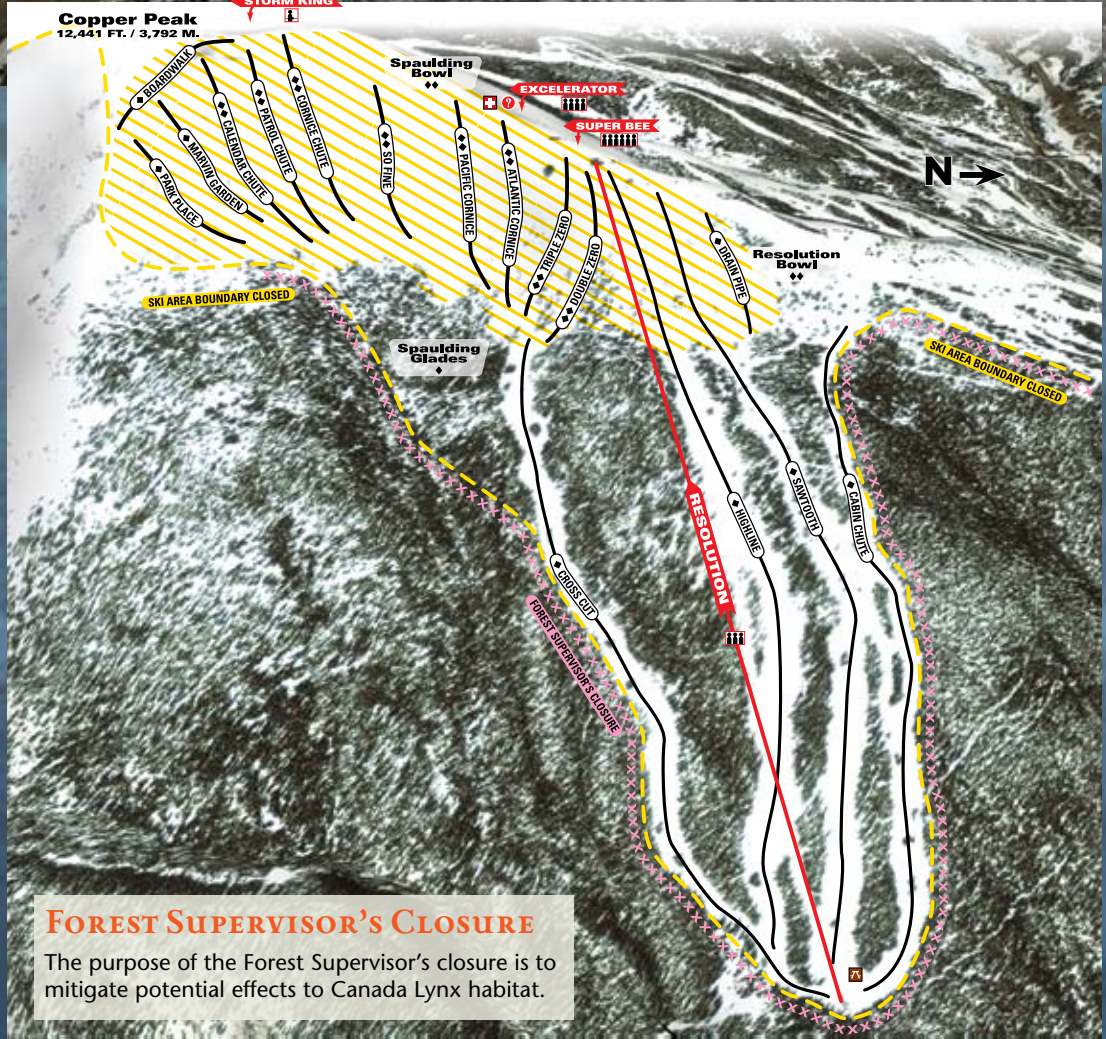 STORM KING
Copper Peak
12,441 FT. / 3,792 M.
BOARDWALK
CORNICE CHUTE
PATROL CHUTE
CALENDAR CHUTE
MARVIN GARDEN
PARK PLACE
SO FINE
Spaulding
Bowl
EXCELERATOR
SUPER BEE
?
PACIFIC CORNICE
ATLANTIC CORNICE
TRIPLE ZERO
DOUBLE ZERO
DRAIN PIPE
N
Resolution
Bowl
SKI AREA BOUNDARY CLOSED
Spaulding
Glades
SKI AREA BOUNDARY CLOSED
RESOLUTION
HIGHLINE
SAWTOOTH
CABIN CHUTE
CROSS CUT
FOREST SUPERVISOR'S CLOSURE
FOREST SUPERVISOR'S CLOSURE
The purpose of the Forest Supervisor's closure is to
mitigate potential effects to Canada Lynx habitat.